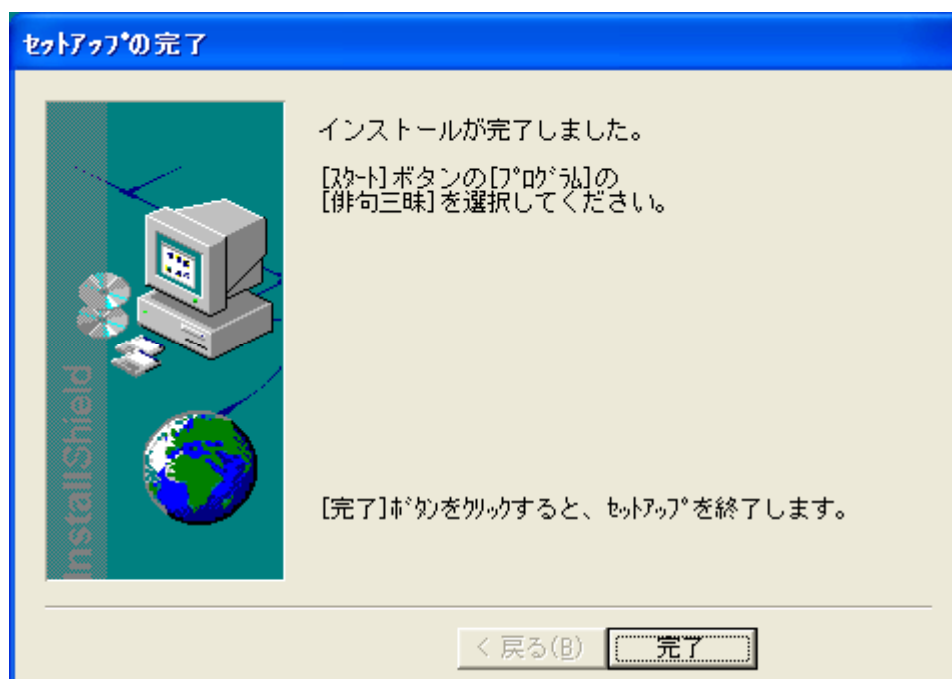 ｾｯﾄｱｯﾌﾟの完了
インストールが完了しました。
[ｽﾀｰﾄ]ボタンの[ﾌﾟﾛｸﾞﾗﾑ]の
[俳句三昧]を選択してください。
InstallShield
[完了]ﾎﾞﾀﾝをｸﾘｯｸすると、ｾｯﾄｱｯﾌﾟを終了します。
< 戻る(B)
完了